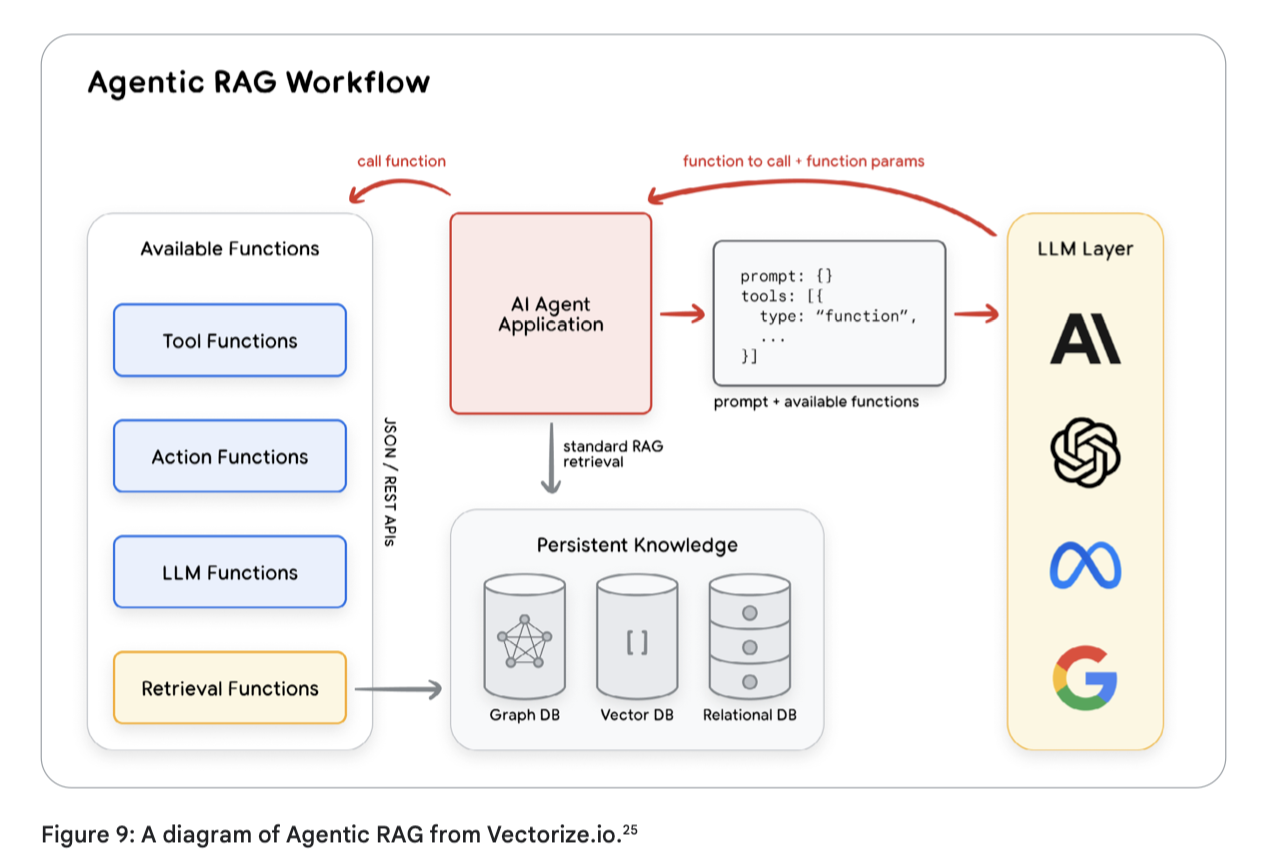 Agentic RAG Workflow
call function
function to call + function params
Available Functions
Tool Functions
Action Functions
LLM Functions
Retrieval Functions
JSON / REST APIs
AI Agent
Application
prompt: {}
tools: [{
type: “function”,
...
}]
prompt + available functions
LLM Layer
standard RAG
retrieval
Persistent Knowledge
[ ]
Graph DB
Vector DB
Relational DB
Figure 9: A diagram of Agentic RAG from Vectorize.io.²⁵